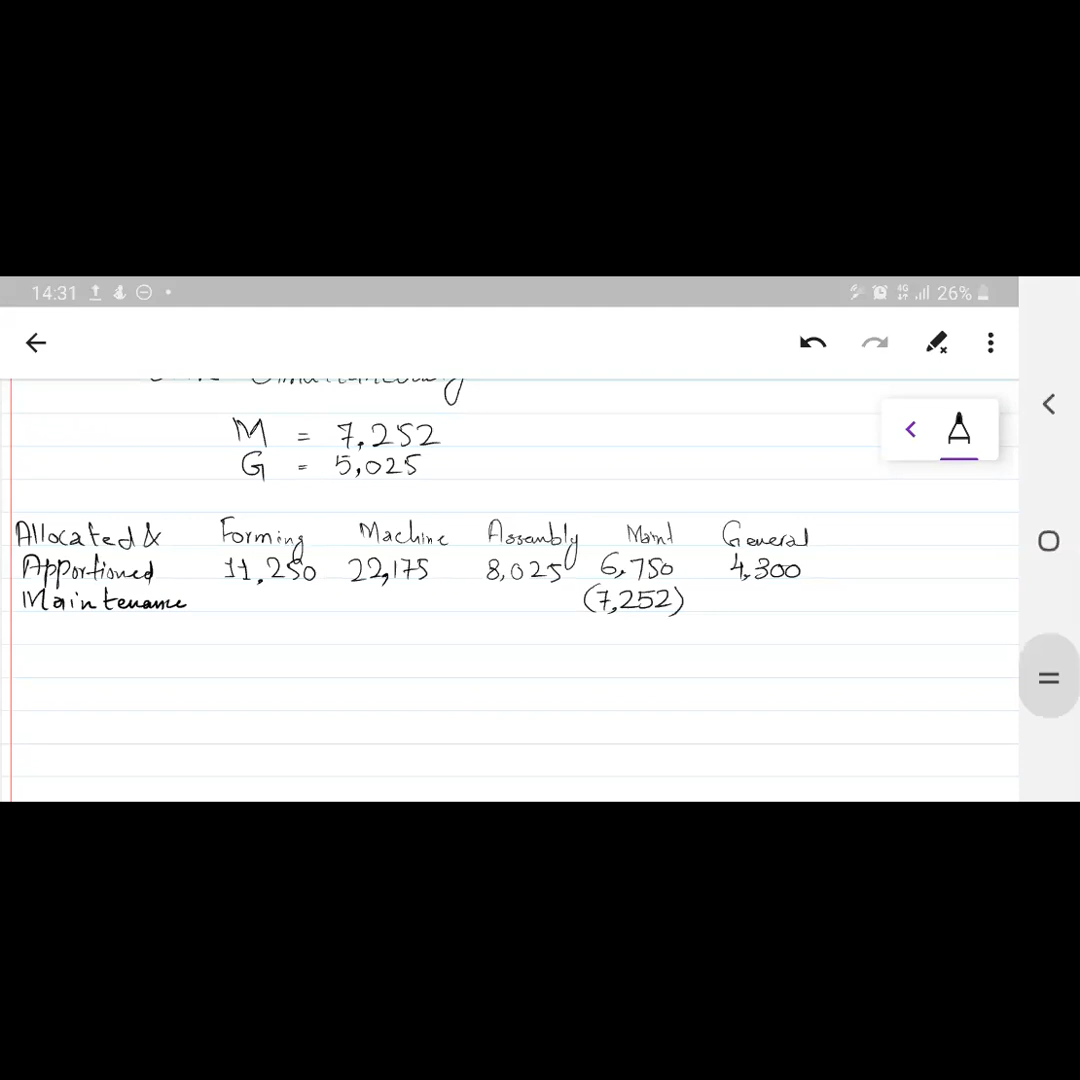 14:31
4G 26%
M = 7,252
G = 5,025
Allocated & Forming Machine Assembly Maint General
Apportioned 11,250 22,175 8,025 6,750 4,300
Maintenance (7,252)